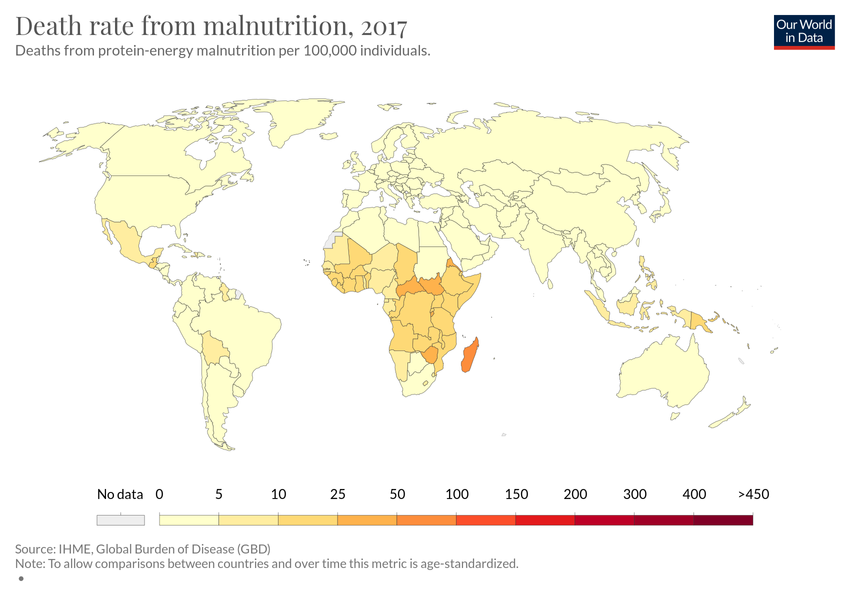 Death rate from malnutrition, 2017
Deaths from protein-energy malnutrition per 100,000 individuals.
Our World
in Data
No data 0 5 10 25 50 100 150 200 300 400 >450
Source: IHME, Global Burden of Disease (GBD)
Note: To allow comparisons between countries and over time this metric is age-standardized.